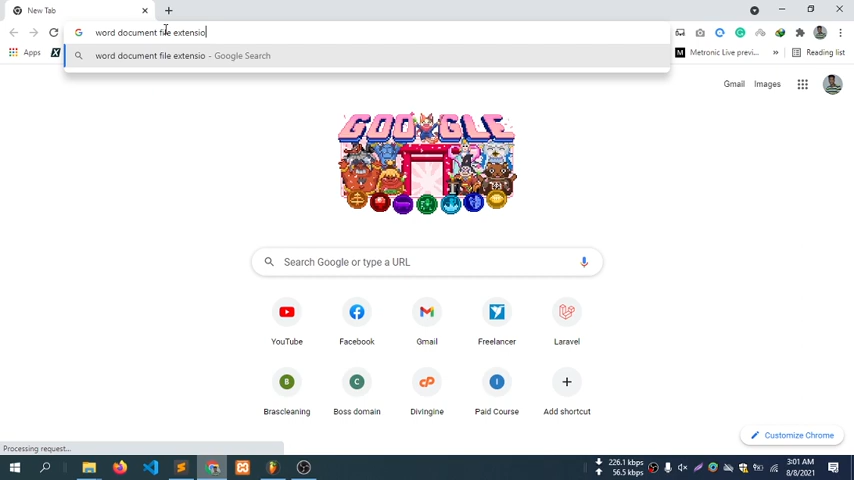 New Tab
word document file extensio
word document file extensio - Google Search
Apps
Metronic Live previ...
»
Reading list
Gmail
Images
GOOGLE
Search Google or type a URL
YouTube
Facebook
Gmail
Freelancer
Laravel
B
C
CP
I
Brascleaning
Boss domain
Divingine
Paid Course
Add shortcut
Customize Chrome
Processing request...
226.1 kbps
56.5 kbps
3:01 AM
8/8/2021